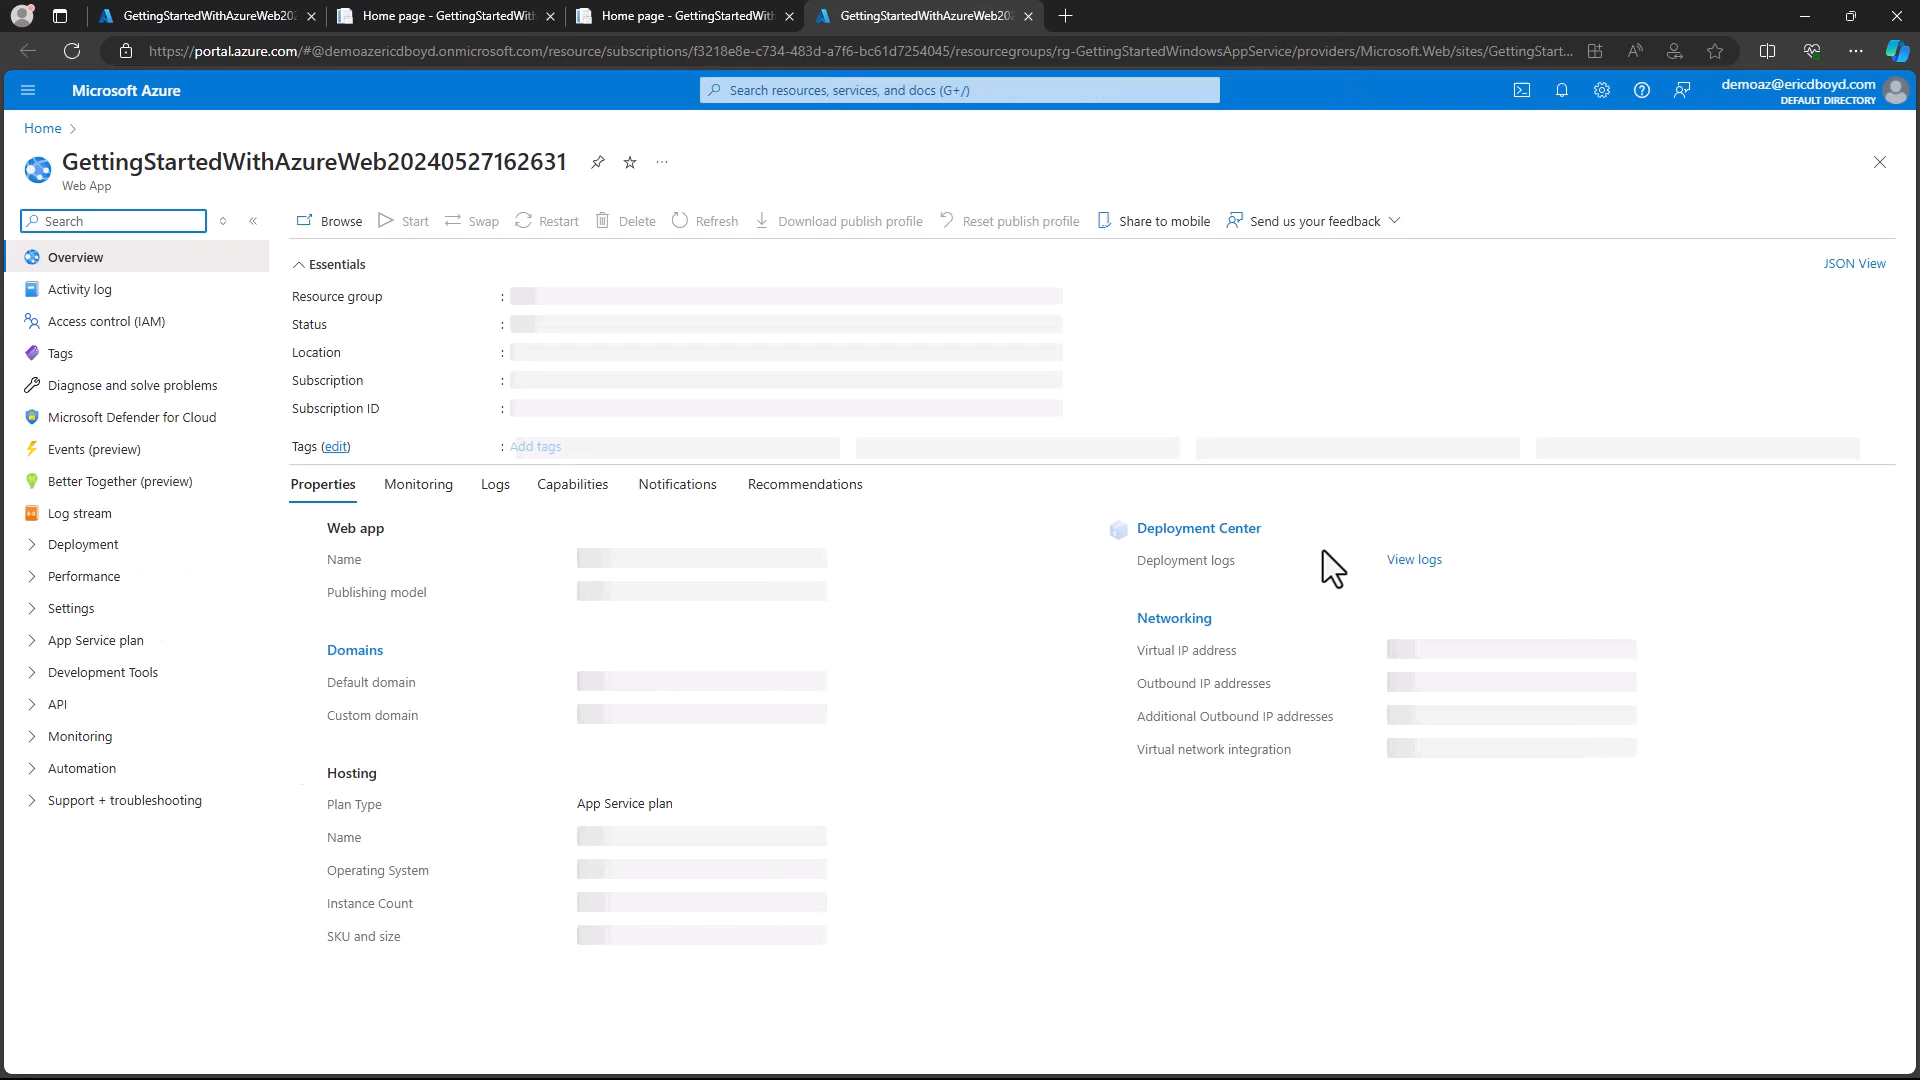 GettingStartedWithAzureWeb202
Home page - GettingStartedWith
Home page - GettingStartedWith
GettingStartedWithAzureWeb202
https://portal.azure.com/#@demoazericdboyd.onmicrosoft.com/resource/subscriptions/f3218e8e-c734-483d-a7f6-bc61d7254045/resourcegroups/rg-GettingStartedWindowsAppService/providers/Microsoft.Web/sites/GettingStart...
Microsoft Azure
Search resources, services, and docs (G+/)
demoaz@ericdboyd.com
DEFAULT DIRECTORY
Home
GettingStartedWithAzureWeb20240527162631
Web App
Search
Browse Start Swap Restart Delete Refresh Download publish profile Reset publish profile Share to mobile Send us your feedback
Overview
Activity log
Access control (IAM)
Tags
Diagnose and solve problems
Microsoft Defender for Cloud
Events (preview)
Better Together (preview)
Log stream
Deployment
Performance
Settings
App Service plan
Development Tools
API
Monitoring
Automation
Support + troubleshooting
Essentials
JSON View
Resource group :
Status :
Location :
Subscription :
Subscription ID :
Tags (edit) : Add tags
Properties Monitoring Logs Capabilities Notifications Recommendations
Web app
Name
Publishing model
Domains
Default domain
Custom domain
Hosting
Plan Type App Service plan
Name
Operating System
Instance Count
SKU and size
Deployment Center
Deployment logs View logs
Networking
Virtual IP address
Outbound IP addresses
Additional Outbound IP addresses
Virtual network integration